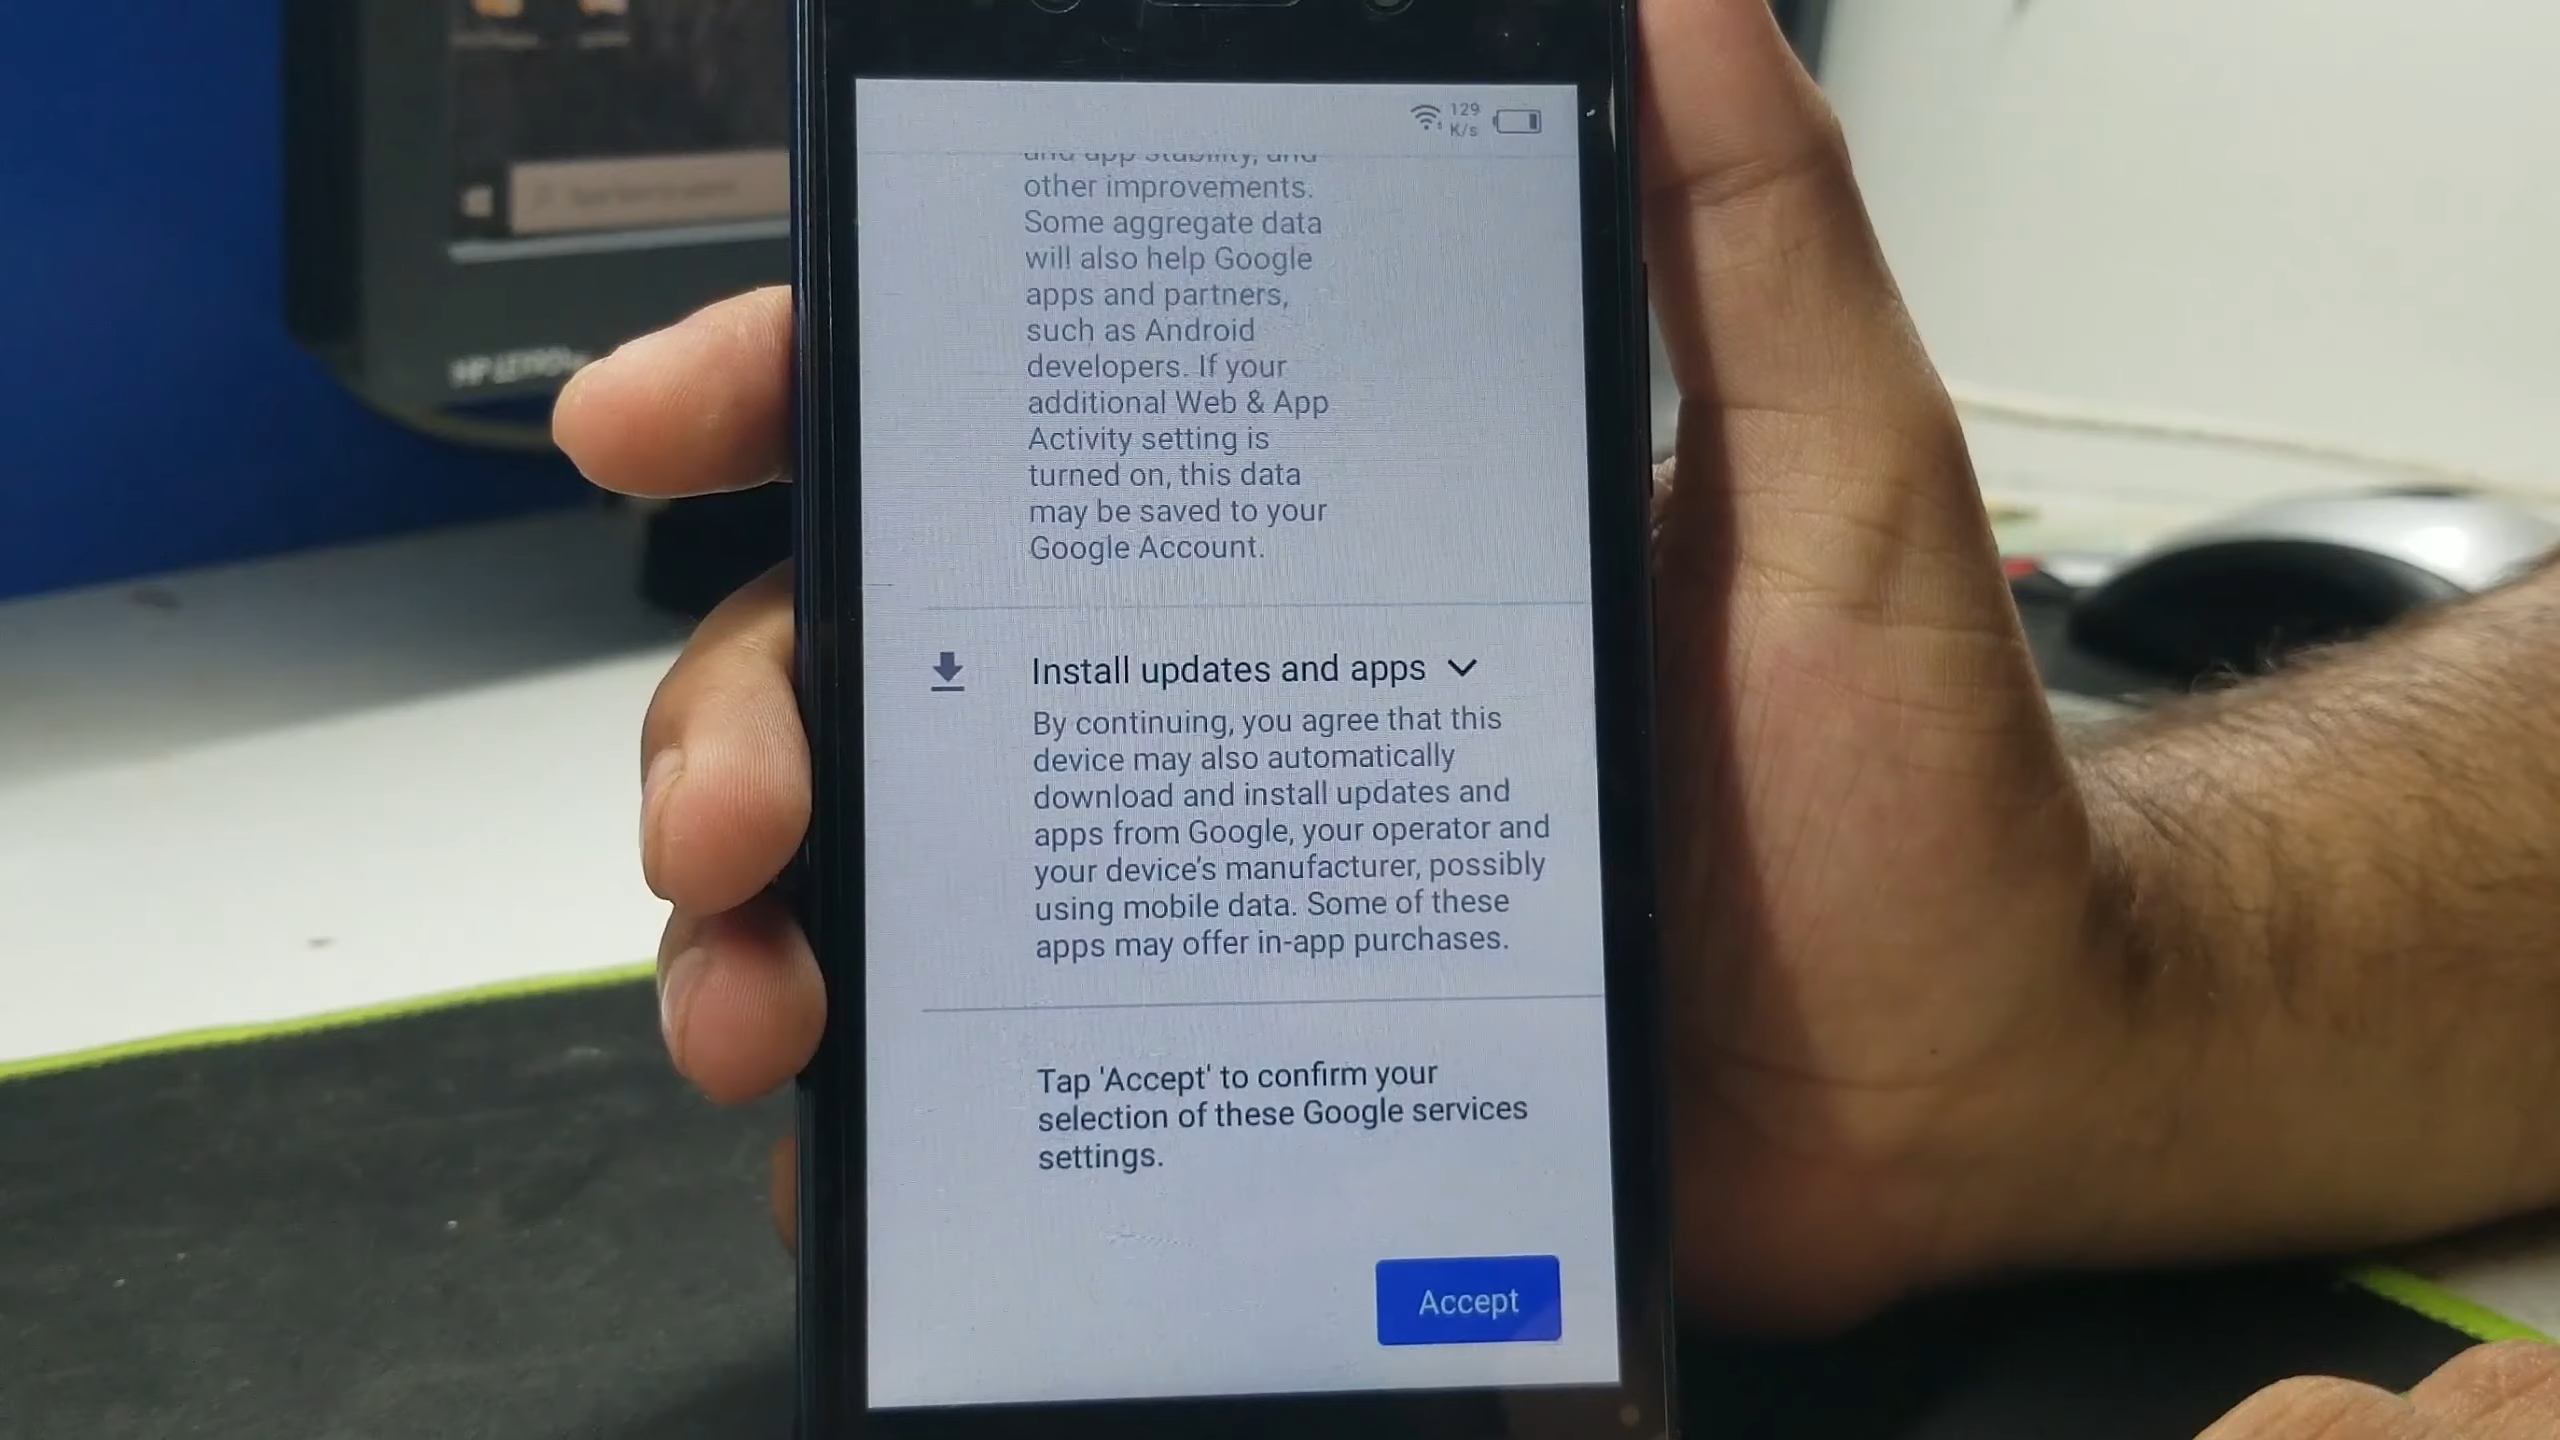 129
K/s
and app stability, and
other improvements.
Some aggregate data
will also help Google
apps and partners,
such as Android
developers. If your
additional Web & App
Activity setting is
turned on, this data
may be saved to your
Google Account.
Install updates and apps
By continuing, you agree that this
device may also automatically
download and install updates and
apps from Google, your operator and
your device's manufacturer, possibly
using mobile data. Some of these
apps may offer in-app purchases.
Tap 'Accept' to confirm your
selection of these Google services
settings.
Accept